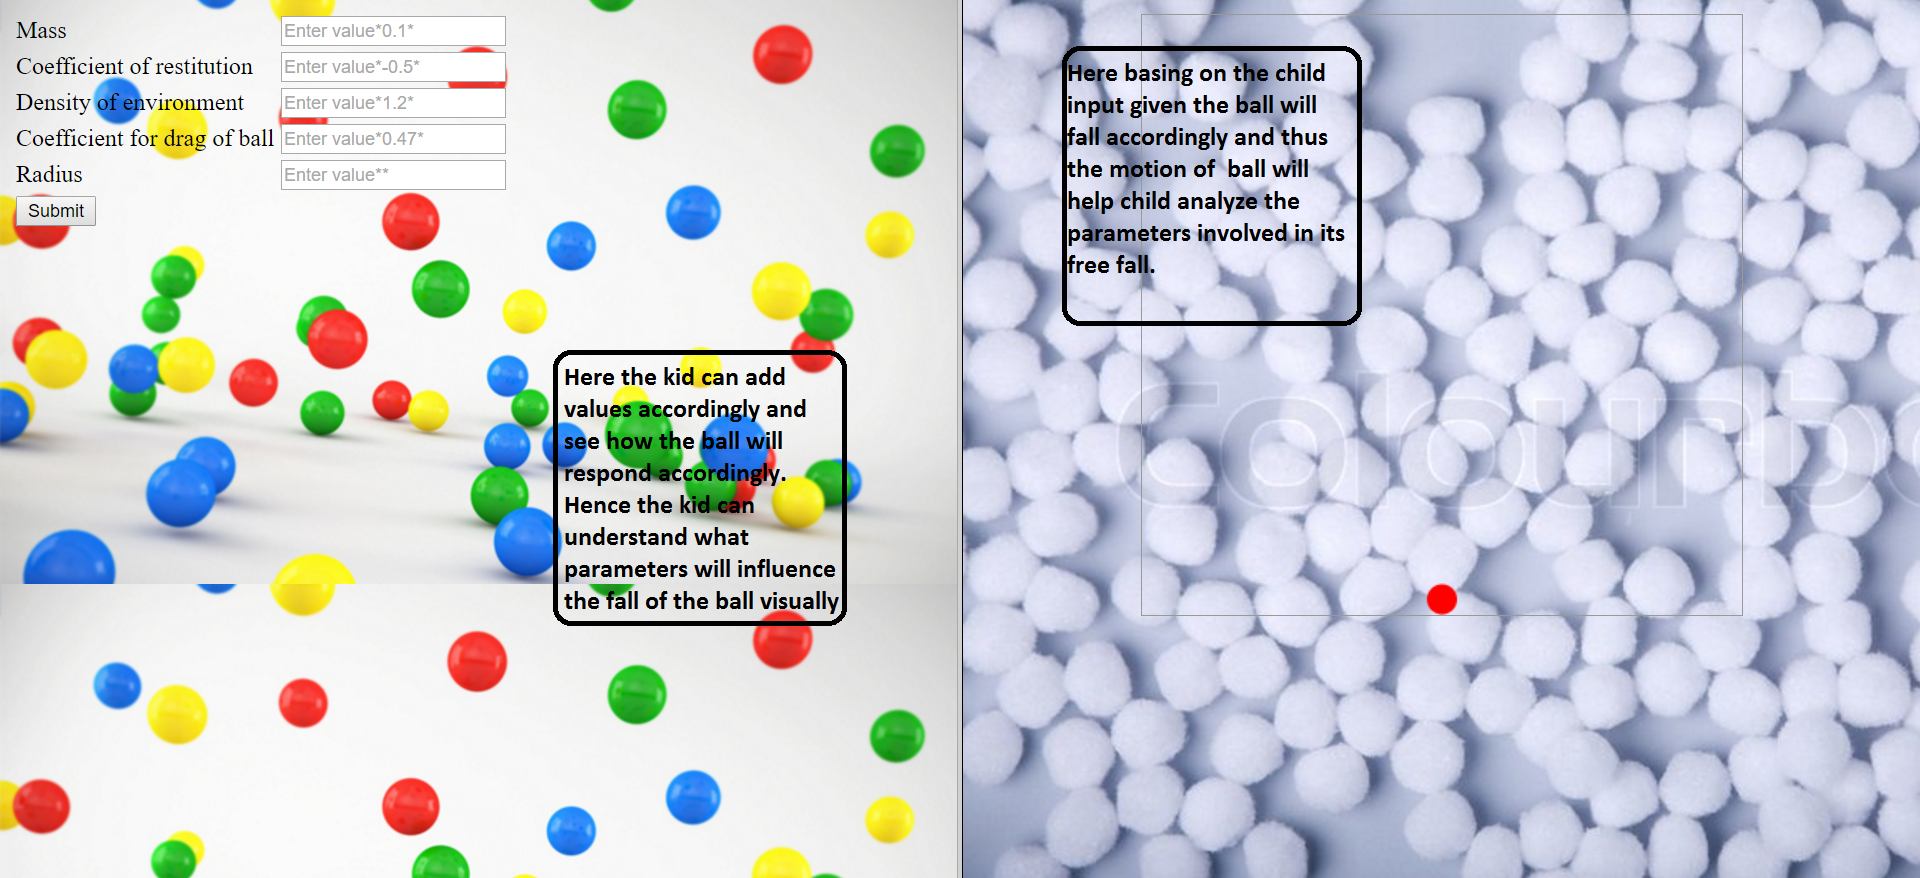 Mass
Enter value*0.1*
Coefficient of restitution
Enter value*-0.5*
Density of environment
Enter value*1.2*
Coefficient for drag of ball
Enter value*0.47*
Radius
Enter value**
Submit
Here the kid can add
values accordingly and
see how the ball will
respond accordingly.
Hence the kid can
understand what
parameters will influence
the fall of the ball visually
Here basing on the child
input given the ball will
fall accordingly and thus
the motion of  ball will
help child analyze the
parameters involved in its
free fall.